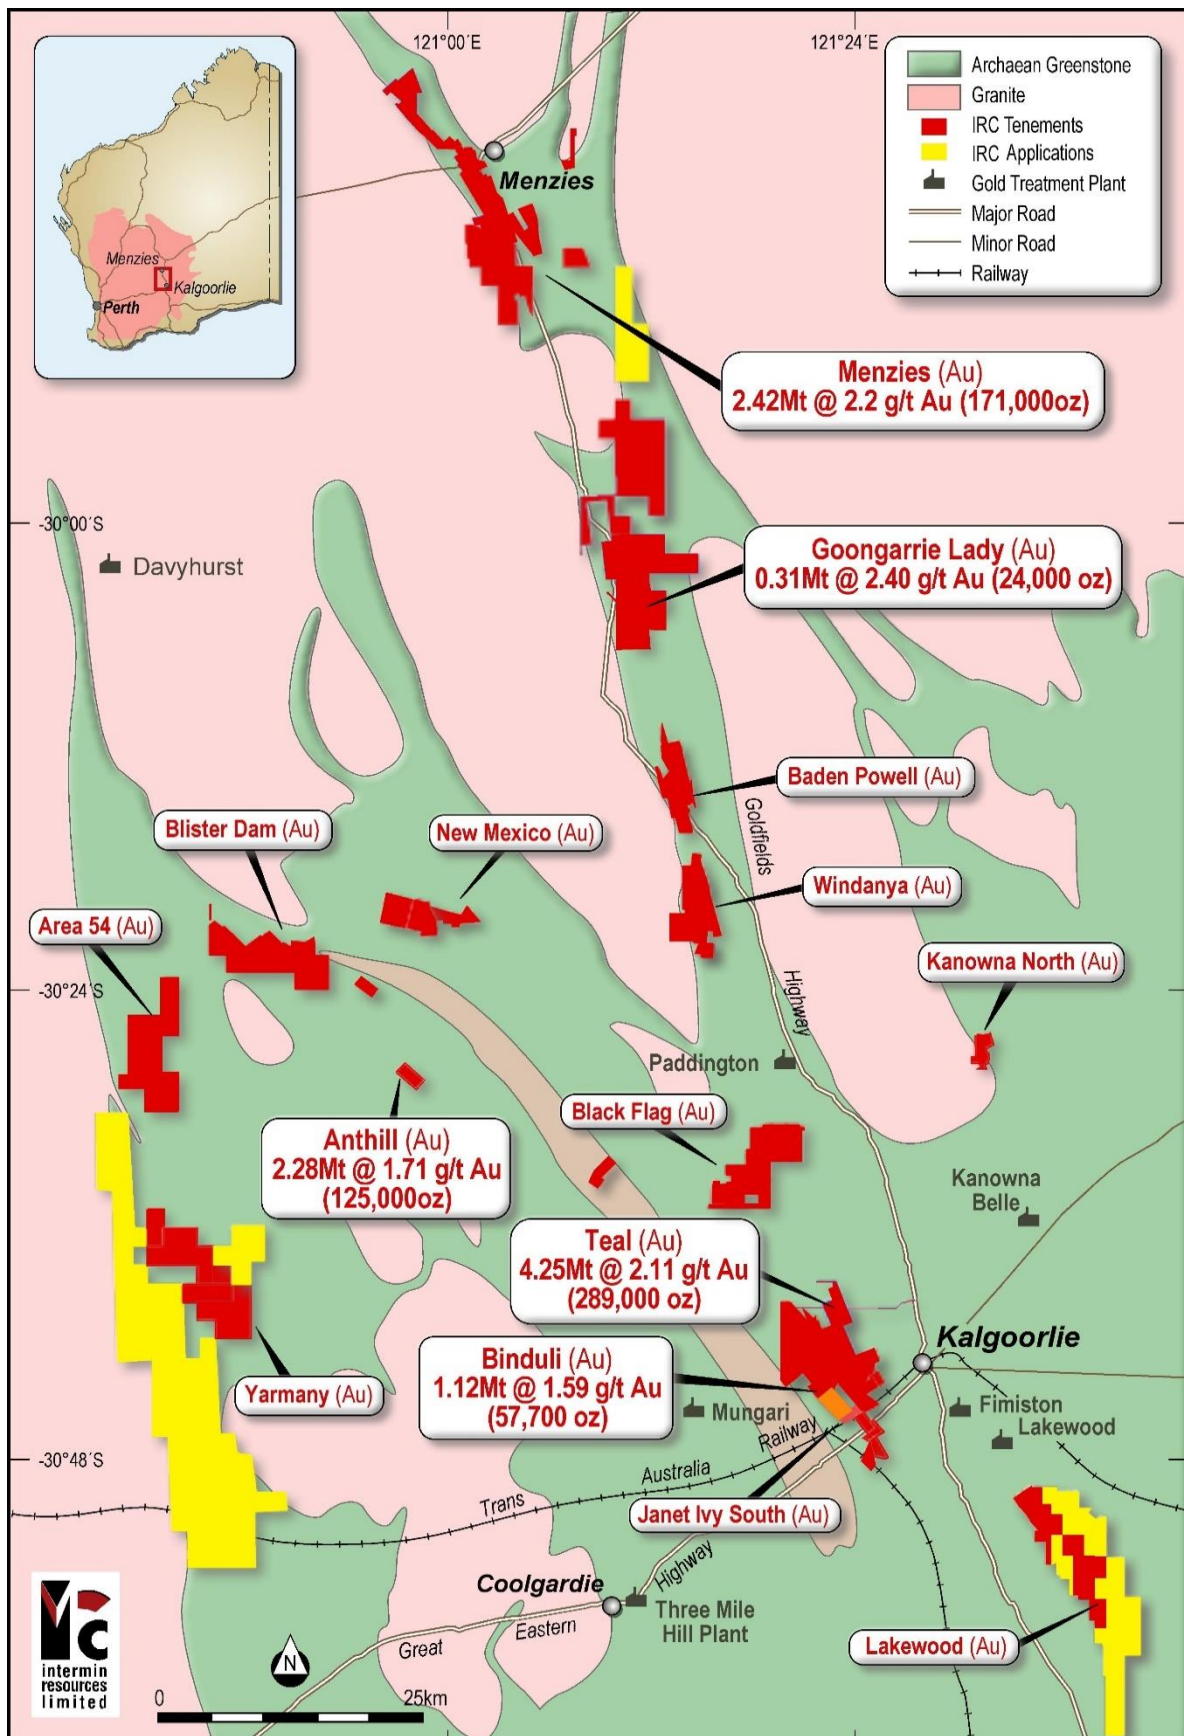 121°00´E
121°24´E
Archaean Greenstone
Granite
IRC Tenements
IRC Applications
Gold Treatment Plant
Major Road
Minor Road
Railway
Menzies
Kalgoorlie
Perth
Menzies
Menzies (Au)
2.42Mt @ 2.2 g/t Au (171,000oz)
-30°00´S
Davyhurst
Goongarrie Lady (Au)
0.31Mt @ 2.40 g/t Au (24,000 oz)
Baden Powell (Au)
Goldfields
Highway
Blister Dam (Au)
New Mexico (Au)
Windanya (Au)
Area 54 (Au)
Kanowna North (Au)
-30°24´S
Paddington
Black Flag (Au)
Anthill (Au)
2.28Mt @ 1.71 g/t Au
(125,000oz)
Kanowna
Belle
Teal (Au)
4.25Mt @ 2.11 g/t Au
(289,000 oz)
Kalgoorlie
Binduli (Au)
1.12Mt @ 1.59 g/t Au
(57,700 oz)
Yarmany (Au)
Mungari
Fimiston
Lakewood
-30°48´S
Trans
Australia
Railway
Janet Ivy South (Au)
Coolgardie
Three Mile
Hill Plant
Great
Eastern
Highway
Lakewood (Au)
intermin
resources
limited
N
0
25km